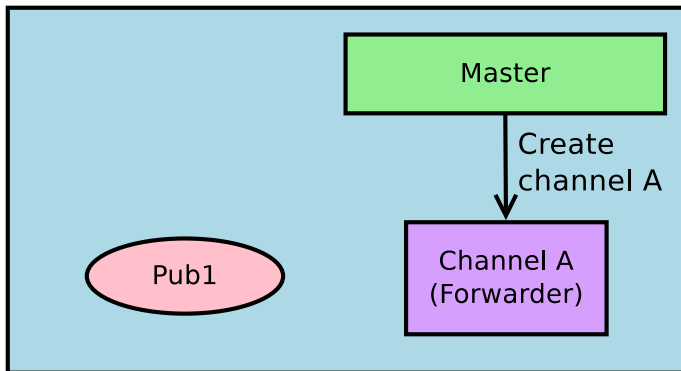 Master
Create
channel A
Pub1
Channel A
(Forwarder)